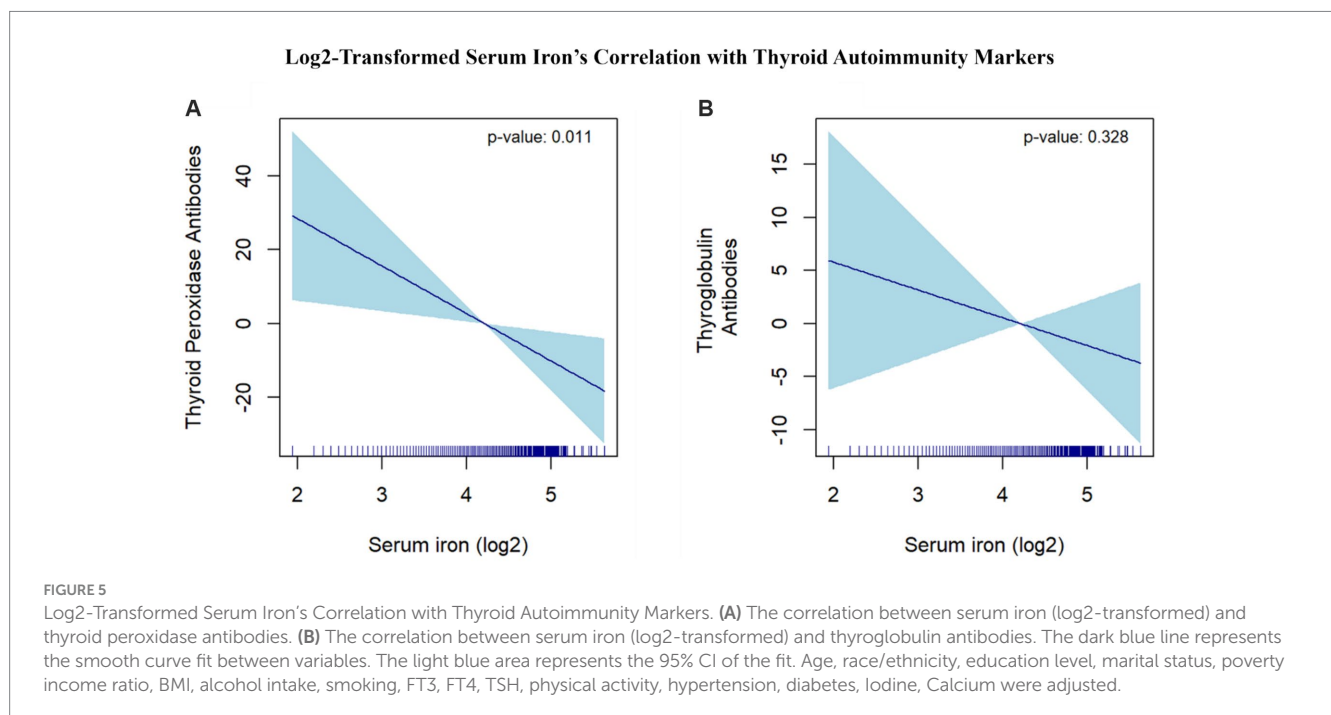 Log2-Transformed Serum Iron's Correlation with Thyroid Autoimmunity Markers
A
p-value: 0.011
Thyroid Peroxidase Antibodies
40
20
0
-20
2 3 4 5
Serum iron (log2)
B
p-value: 0.328
Thyroglobulin
Antibodies
15
10
5
0
-5
-10
2 3 4 5
Serum iron (log2)
FIGURE 5
Log2-Transformed Serum Iron's Correlation with Thyroid Autoimmunity Markers. (A) The correlation between serum iron (log2-transformed) and
thyroid peroxidase antibodies. (B) The correlation between serum iron (log2-transformed) and thyroglobulin antibodies. The dark blue line represents
the smooth curve fit between variables. The light blue area represents the 95% CI of the fit. Age, race/ethnicity, education level, marital status, poverty
income ratio, BMI, alcohol intake, smoking, FT3, FT4, TSH, physical activity, hypertension, diabetes, Iodine, Calcium were adjusted.